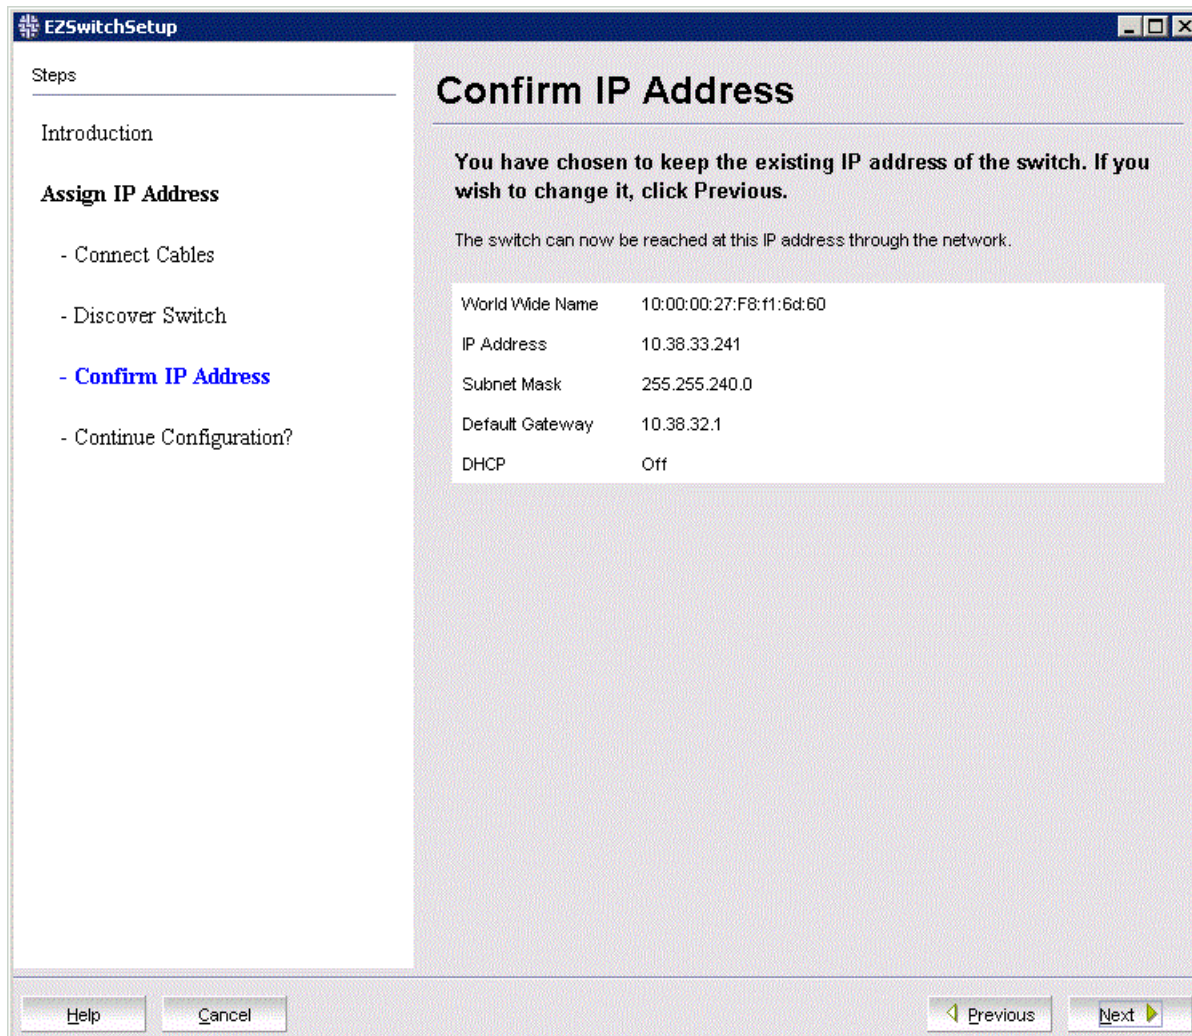 EZSwitchSetup
Steps
Introduction
Assign IP Address
- Connect Cables
- Discover Switch
- Confirm IP Address
- Continue Configuration?
Confirm IP Address
You have chosen to keep the existing IP address of the switch. If you
wish to change it, click Previous.
The switch can now be reached at this IP address through the network.
World Wide Name 10:00:00:27:F8:f1:6d:60
IP Address 10.38.33.241
Subnet Mask 255.255.240.0
Default Gateway 10.38.32.1
DHCP Off
Help Cancel Previous Next